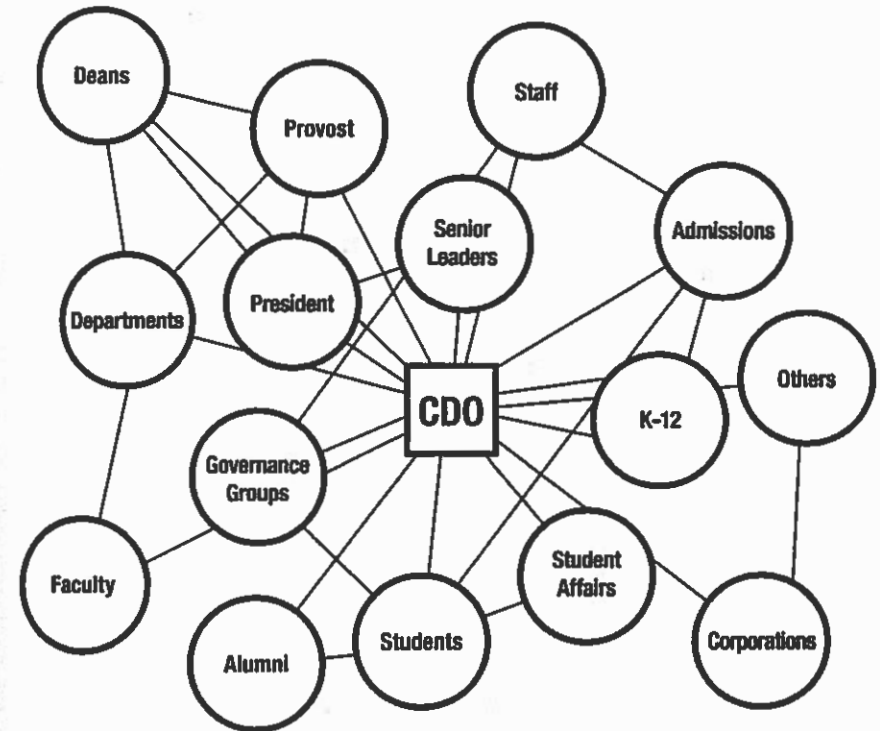 Deans
Provost
Staff
Senior
Leaders
Admissions
Departments
President
Others
CDO
K-12
Governance
Groups
Faculty
Student
Affairs
Alumni
Students
Corporations